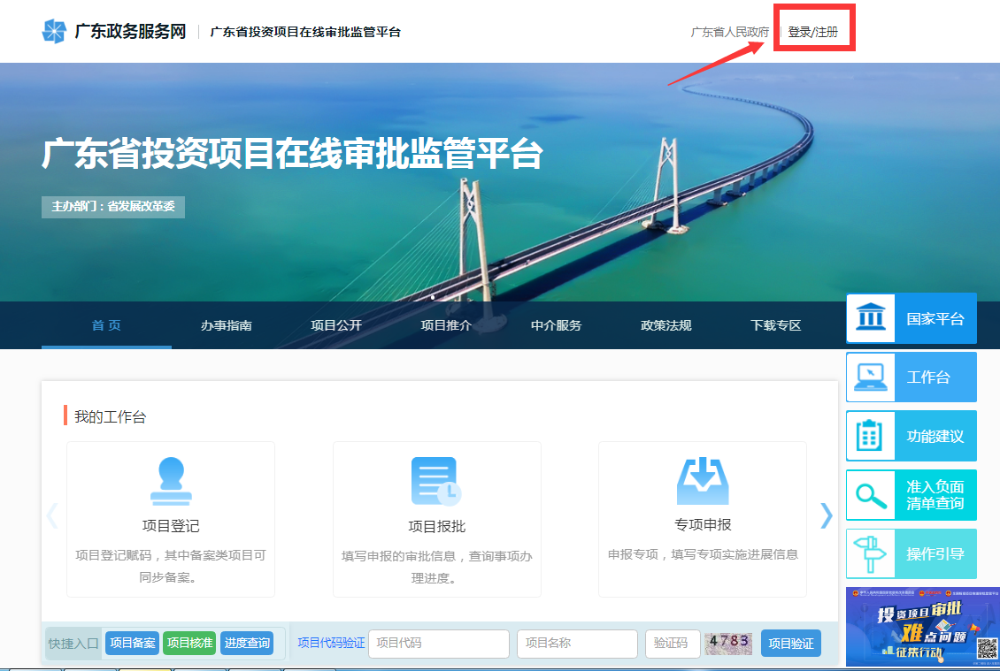 广东政务服务网
广东省投资项目在线审批监管平台
广东省人民政府
登录/注册
广东省投资项目在线审批监管平台
主办部门：省发展改革委
首 页
办事指南
项目公开
项目推介
中介服务
政策法规
下载专区
国家平台
工作台
功能建议
准入负面
清单查询
操作引导
我的工作台
项目登记
项目登记赋码，其中备案类项目可
同步备案。
项目报批
填写申报的审批信息，查询事项办
理进度。
专项申报
申报专项，填写专项实施进展信息
快捷入口
项目备案
项目核准
进度查询
项目代码验证
项目代码
项目名称
验证码
4783
项目验证
投资项目审批
难点问题
征集行动